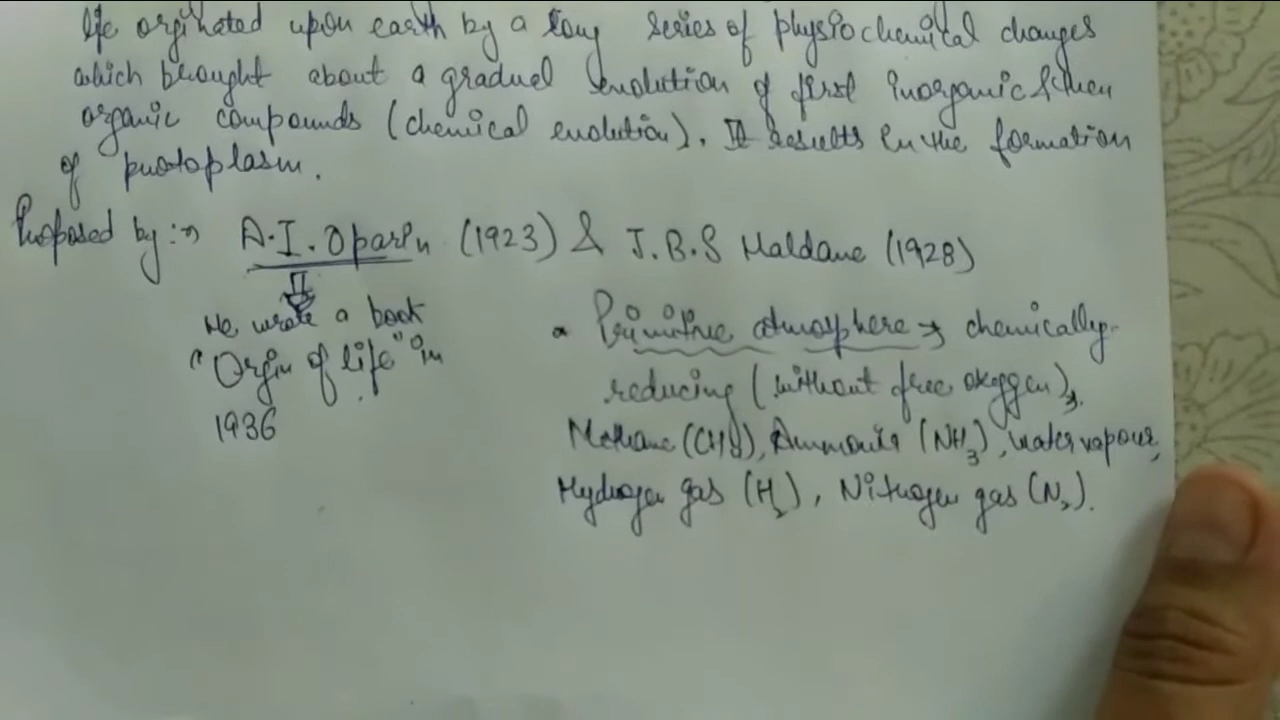 life orginated upon earth by a long series of physiochemical changes
which brought about a gradual evolution of first inorganic & then
organic compounds (chemical evolution). It results in the formation
of protoplasm.
Proposed by :→ A.I. Oparin (1923) & J.B.S Haldane (1928)
He wrote a book
"Orgin of life" in
1936
Primitive atmosphere → chemically
reducing (without free oxygen),
Methane (CH4), Ammonia (NH3), water vapour,
Hydrogen gas (H2), Nitrogen gas (N2).